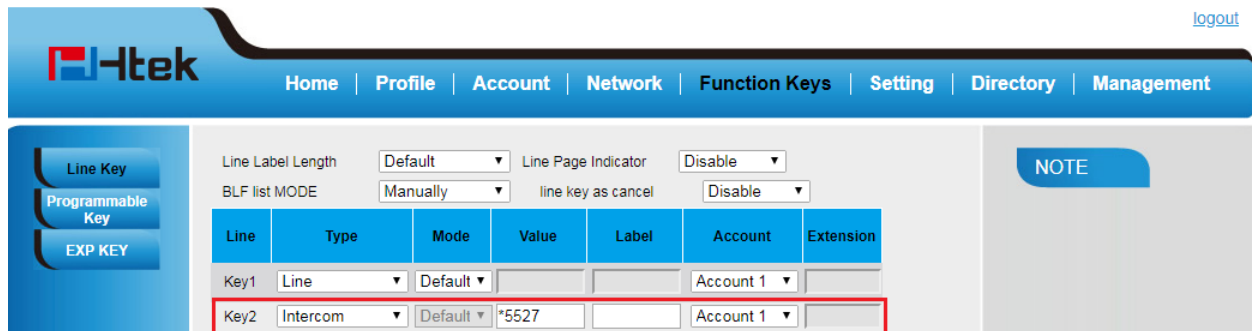 logout
Htek
Home | Profile | Account | Network | Function Keys | Setting | Directory | Management
Line Key
Programmable
Key
EXP KEY
Line Label Length Default Line Page Indicator Disable
BLF list MODE Manually line key as cancel Disable
Line Type Mode Value Label Account Extension
Key1 Line Default Account 1
Key2 Intercom Default *5527 Account 1
NOTE